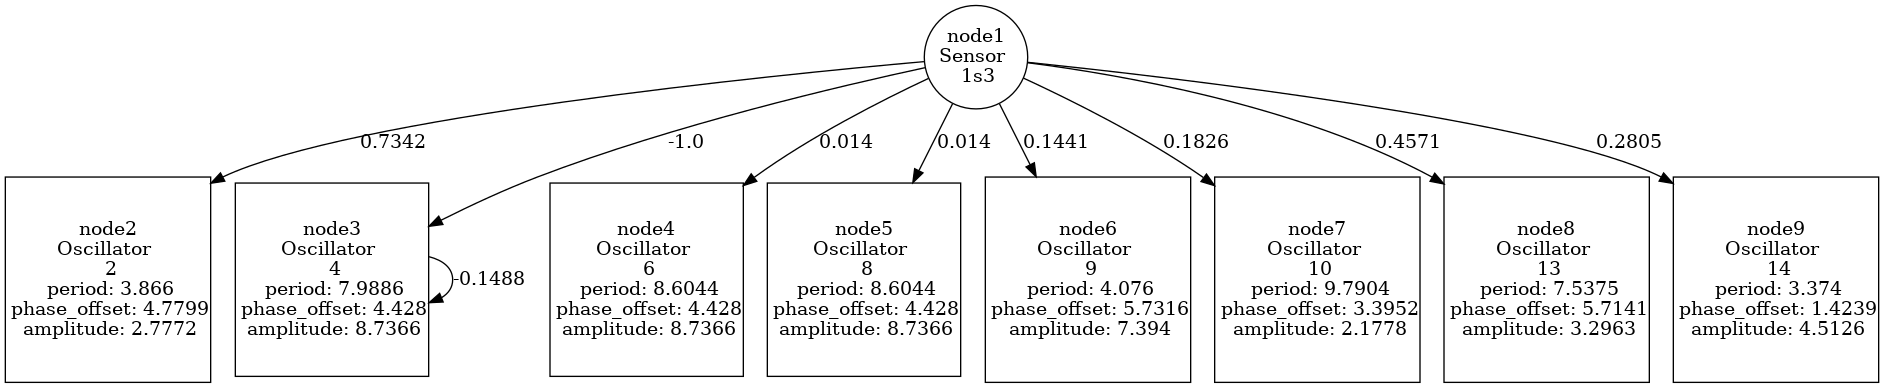 node1
Sensor
1s3
0.7342
-1.0
0.014
0.014
0.1441
0.1826
0.4571
0.2805
node2
Oscillator
2
period: 3.866
phase_offset: 4.7799
amplitude: 2.7772
node3
Oscillator
4
period: 7.9886
phase_offset: 4.428
amplitude: 8.7366
-0.1488
node4
Oscillator
6
period: 8.6044
phase_offset: 4.428
amplitude: 8.7366
node5
Oscillator
8
period: 8.6044
phase_offset: 4.428
amplitude: 8.7366
node6
Oscillator
9
period: 4.076
phase_offset: 5.7316
amplitude: 7.394
node7
Oscillator
10
period: 9.7904
phase_offset: 3.3952
amplitude: 2.1778
node8
Oscillator
13
period: 7.5375
phase_offset: 5.7141
amplitude: 3.2963
node9
Oscillator
14
period: 3.374
phase_offset: 1.4239
amplitude: 4.5126